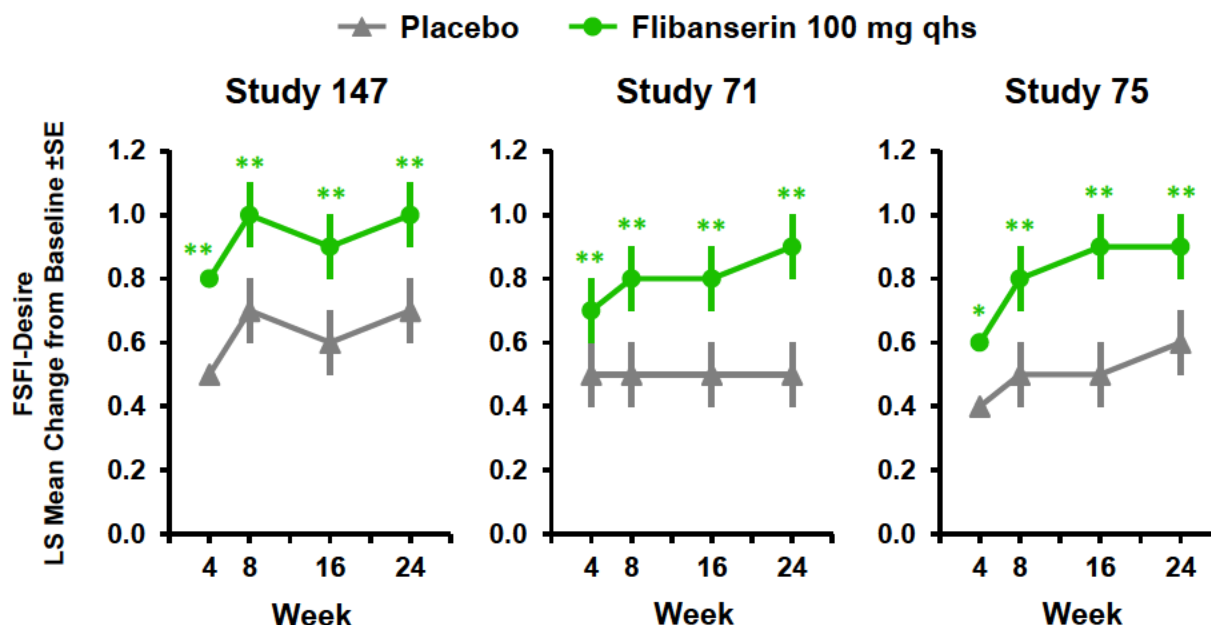 Placebo Flibanserin 100 mg qhs
Study 147 Study 71 Study 75
FSFI-Desire
LS Mean Change from Baseline ±SE
1.2
1.0
0.8
0.6
0.4
0.2
0.0
** ** ** **
4 8 16 24
Week
1.2
1.0
0.8
0.6
0.4
0.2
0.0
** ** ** **
4 8 16 24
Week
1.2
1.0
0.8
0.6
0.4
0.2
0.0
* ** ** **
4 8 16 24
Week